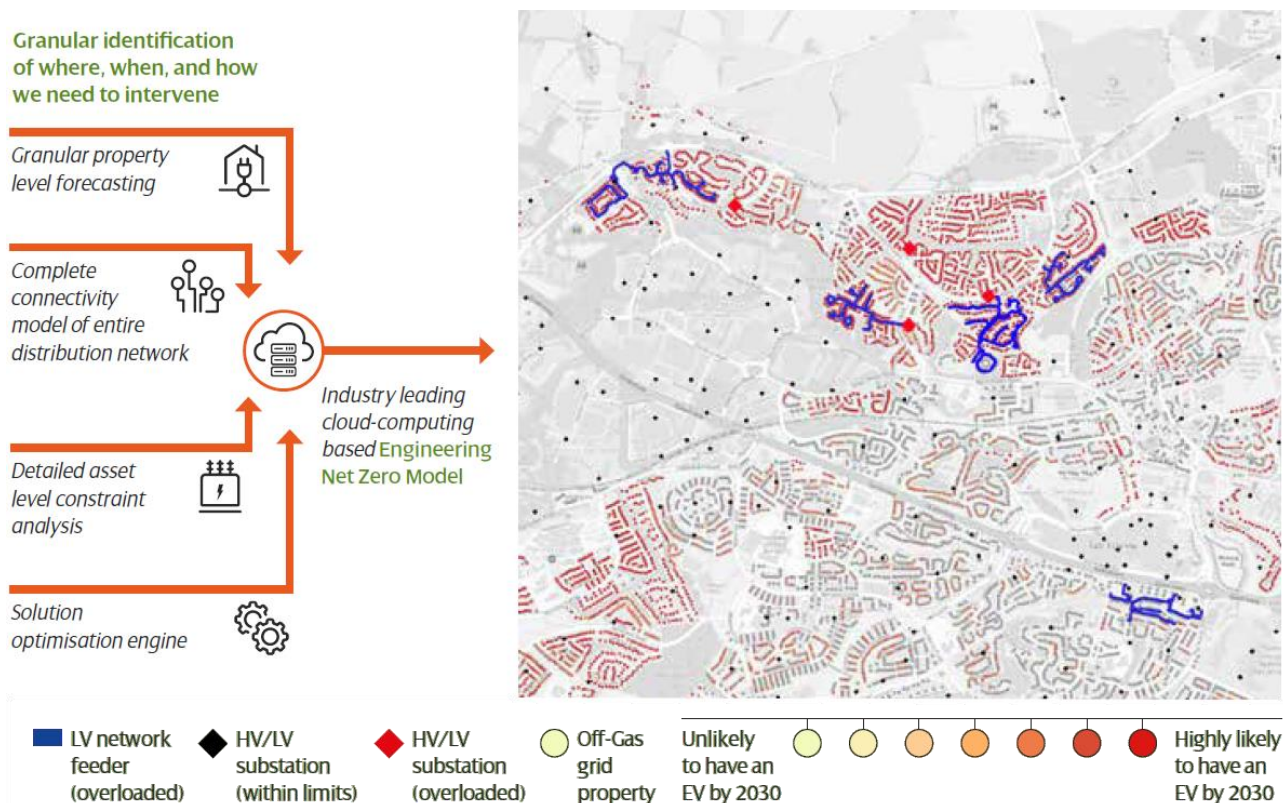 Granular identification
of where, when, and how
we need to intervene
Granular property
level forecasting
Complete
connectivity
model of entire
distribution network
Industry leading
cloud-computing
based Engineering
Net Zero Model
Detailed asset
level constraint
analysis
Solution
optimisation engine
LV network
feeder
(overloaded)
HV/LV
substation
(within limits)
HV/LV
substation
(overloaded)
Off-Gas
grid
property
Unlikely
to have an
EV by 2030
Highly likely
to have an
EV by 2030